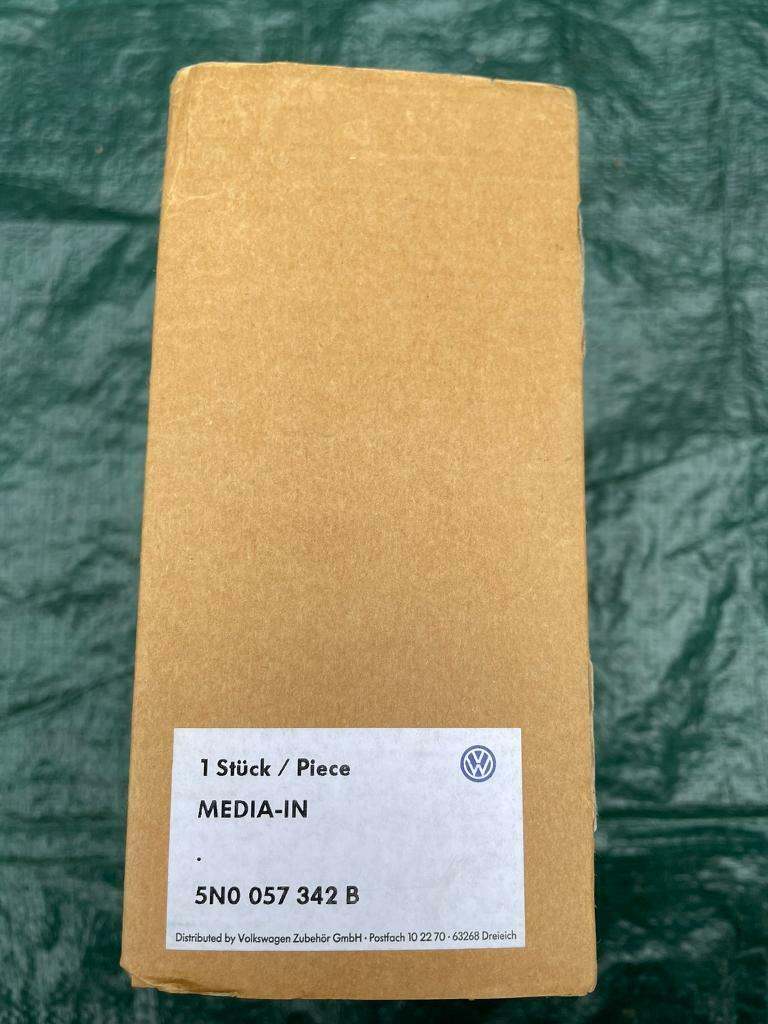 1 Stück / Piece
MEDIA-IN
.
5N0 057 342 B
Distributed by Volkswagen Zubehör GmbH · Postfach 10 22 70 · 63268 Dreieich